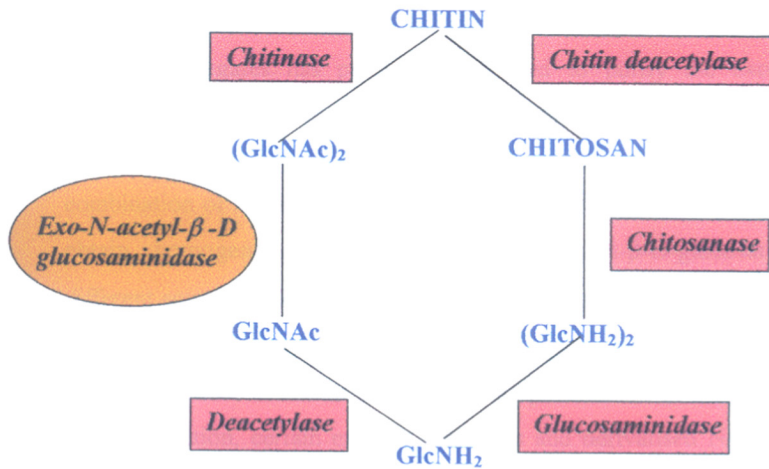 CHITIN
Chitinase
Chitin deacetylase
(GlcNAc)₂
CHITOSAN
Exo-N-acetyl-β-D
glucosaminidase
Chitosanase
GlcNAc
(GlcNH₂)₂
Deacetylase
Glucosaminidase
GlcNH₂